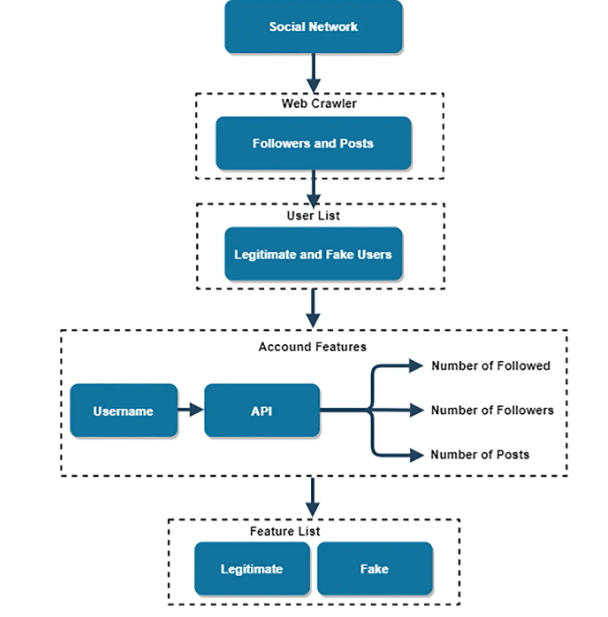 Social Network
Web Crawler
Followers and Posts
User List
Legitimate and Fake Users
Accound Features
Username
API
Number of Followed
Number of Followers
Number of Posts
Feature List
Legitimate
Fake